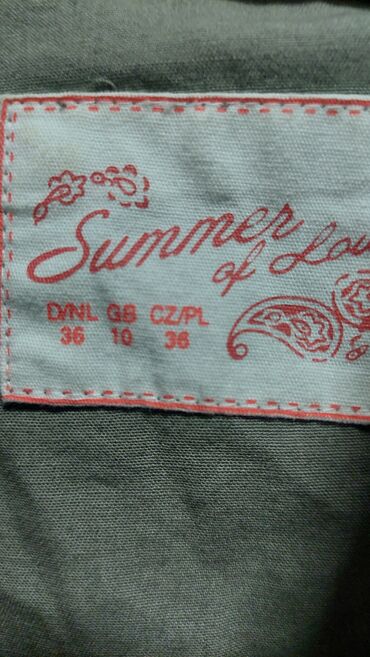 Summer
of
D/NL GB CZ/PL
36 10 36